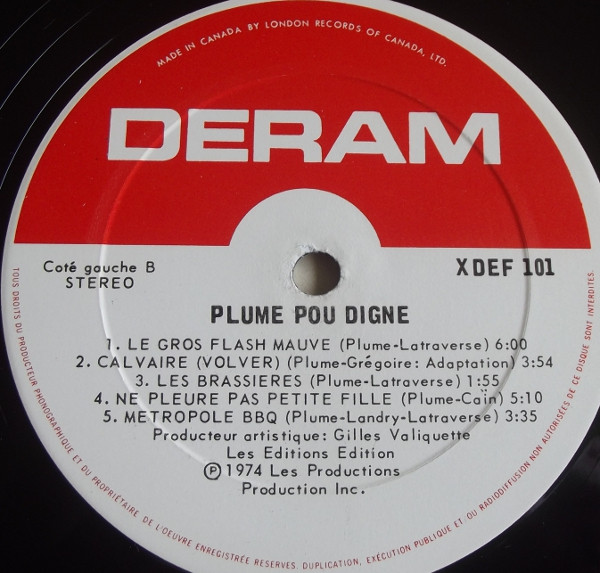 MADE IN CANADA BY LONDON RECORDS OF CANADA, LTD.
DERAM
Coté gauche B
STEREO
XDEF 101
PLUME POU DIGNE
1. LE GROS FLASH MAUVE (Plume-Latraverse) 6:00
2. CALVAIRE (VOLVER) (Plume-Grégoire: Adaptation) 3:54
3. LES BRASSIERES (Plume-Latraverse) 1:55
4. NE PLEURE PAS PETITE FILLE (Plume-Caïn) 5:10
5. METROPOLE BBQ (Plume-Landry-Latraverse) 3:35
Producteur artistique: Gilles Valiquette
Les Editions Edition
Ⓟ 1974 Les Productions
Production Inc.
TOUS DROITS DU PRODUCTEUR PHONOGRAPHIQUE ET DU PROPRIÉTAIRE DE L'OEUVRE ENREGISTRÉE RESERVES. DUPLICATION, EXÉCUTION PUBLIQUE ET OU RADIODIFFUSION NON AUTORISÉES DE CE DISQUE SONT INTERDITES.